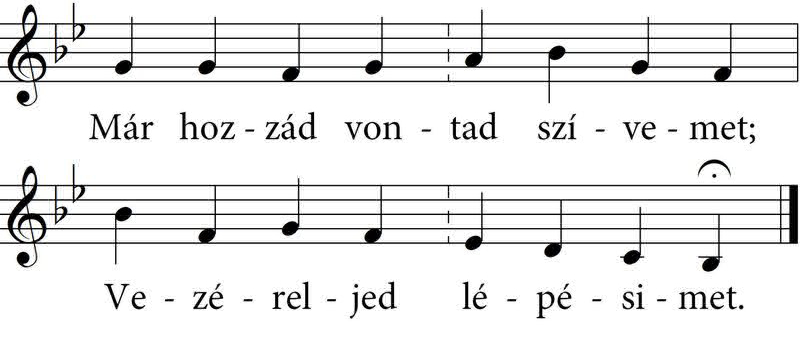 Már hoz - zád von - tad szí - ve - met;
Ve - zé - rel - jed lé - pé - si - met.